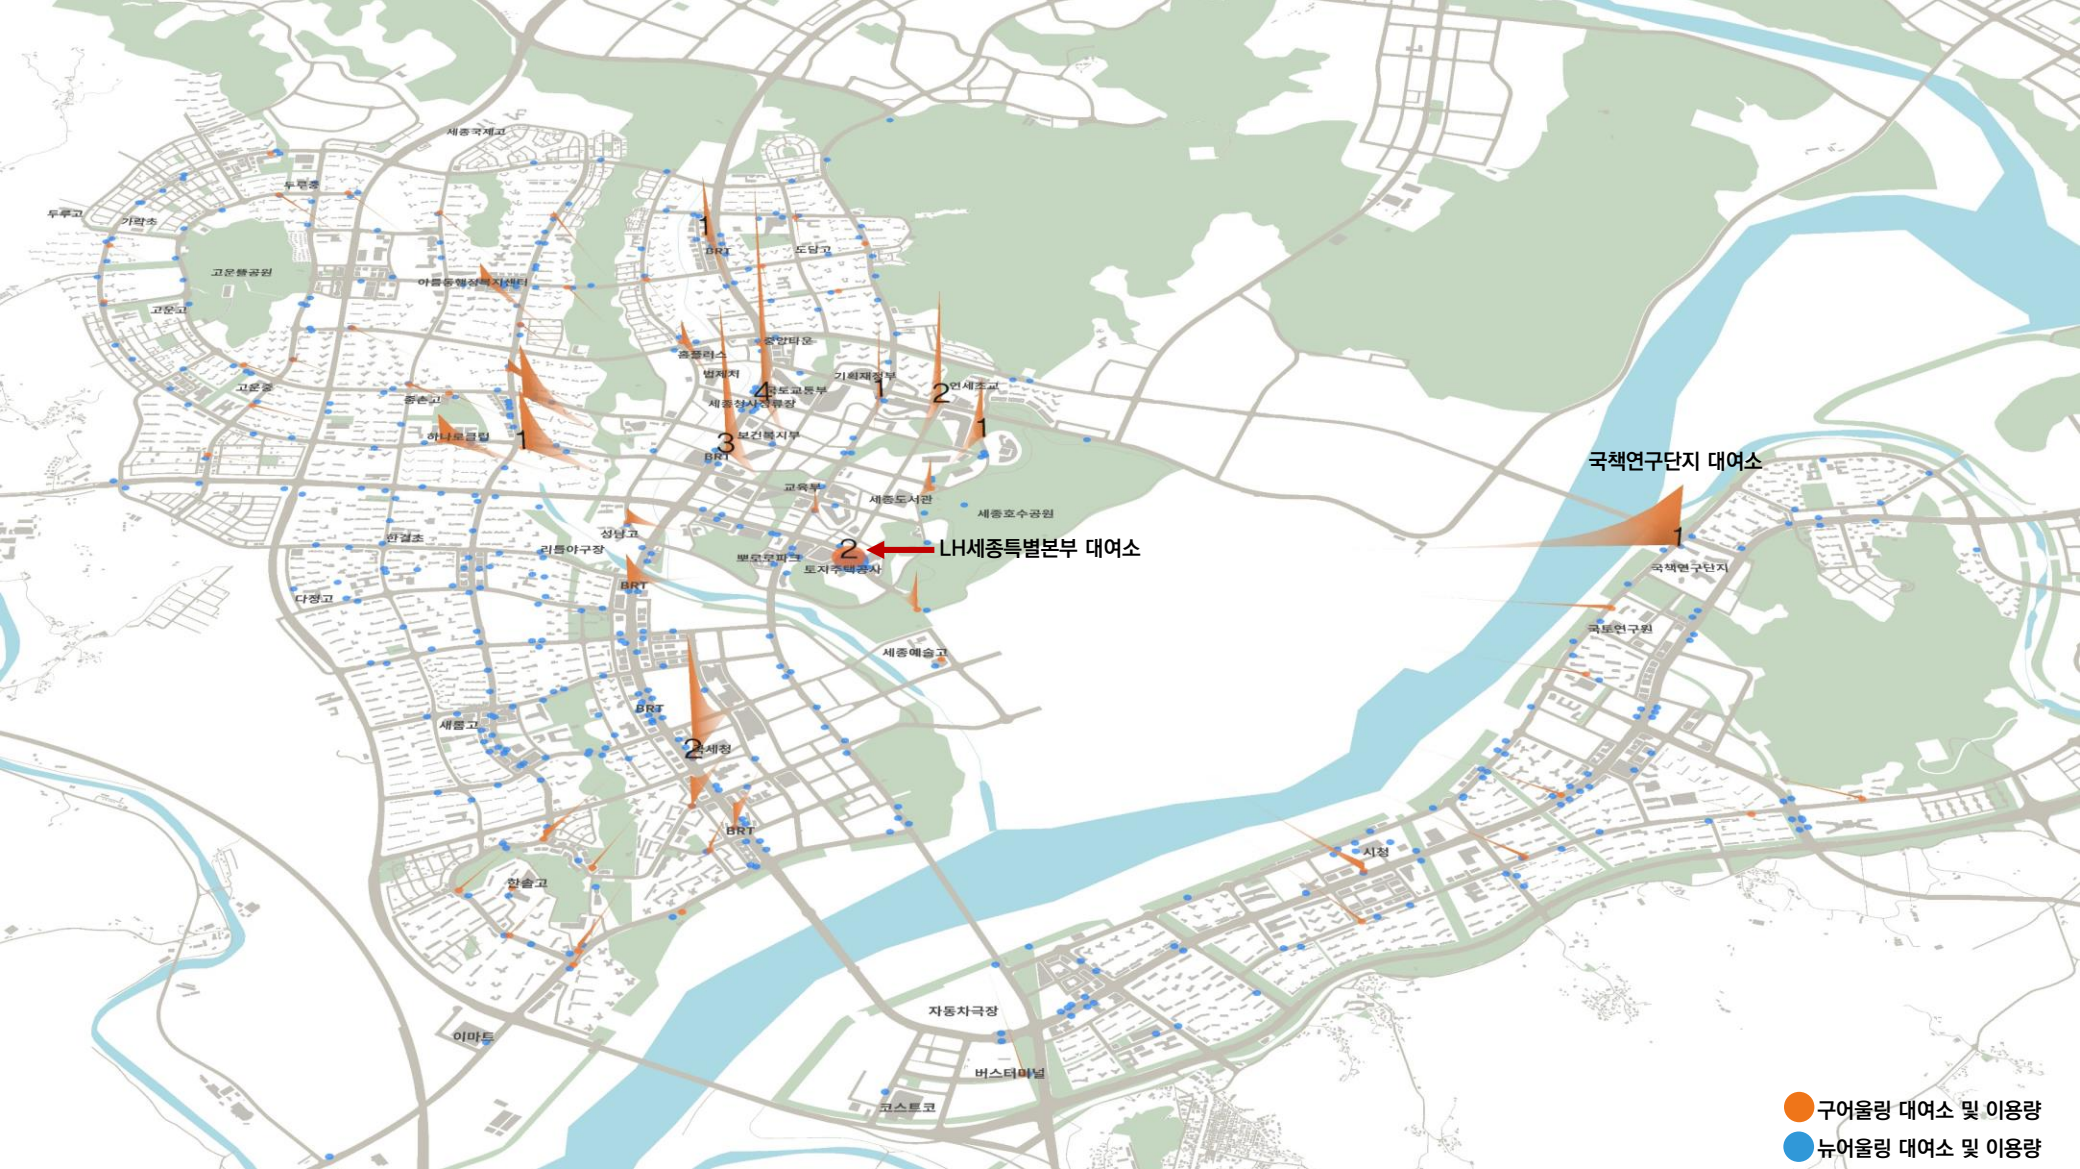 세종국제고
두루중
두루고
가락초
1
BRT
도담고
고운뜰공원
아름동행정복지센터
고운고
중앙타운
홈플러스
법제처
기획재정부
고운중
4
국토교통부
1
2
연세초교
종촌고
세종청사정류장
1
하나로클럽
1
3
보건복지부
BRT
국책연구단지 대여소
교육부
세종도서관
세종호수공원
성남고
한결초
리틀야구장
1
2
LH세종특별본부 대여소
뽀로로파크
토지주택공사
국책연구단지
BRT
다정고
국토연구원
세종예술고
BRT
새롬고
2
국세청
BRT
시청
한솔고
자동차극장
이마트
버스터미널
코스트코
구어울링 대여소 및 이용량
뉴어울링 대여소 및 이용량